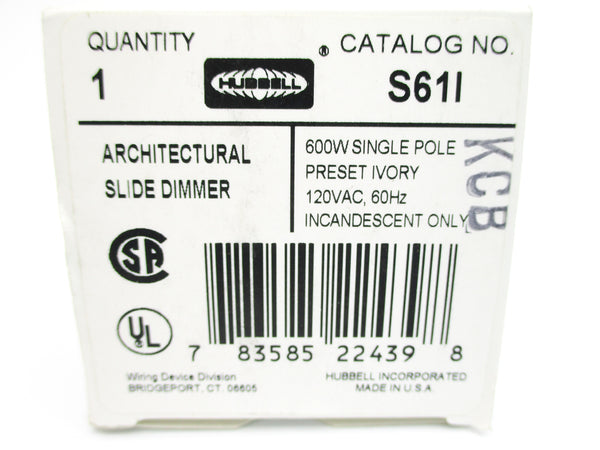 QUANTITY
1
HUBBELL
®
CATALOG NO.
S61I
ARCHITECTURAL
SLIDE DIMMER
600W SINGLE POLE
PRESET IVORY
120VAC, 60Hz
INCANDESCENT ONLY
KCB
CSA
UL
7 83585 22439 8
Wiring Device Division
BRIDGEPORT, CT. 06605
HUBBELL INCORPORATED
MADE IN U.S.A.